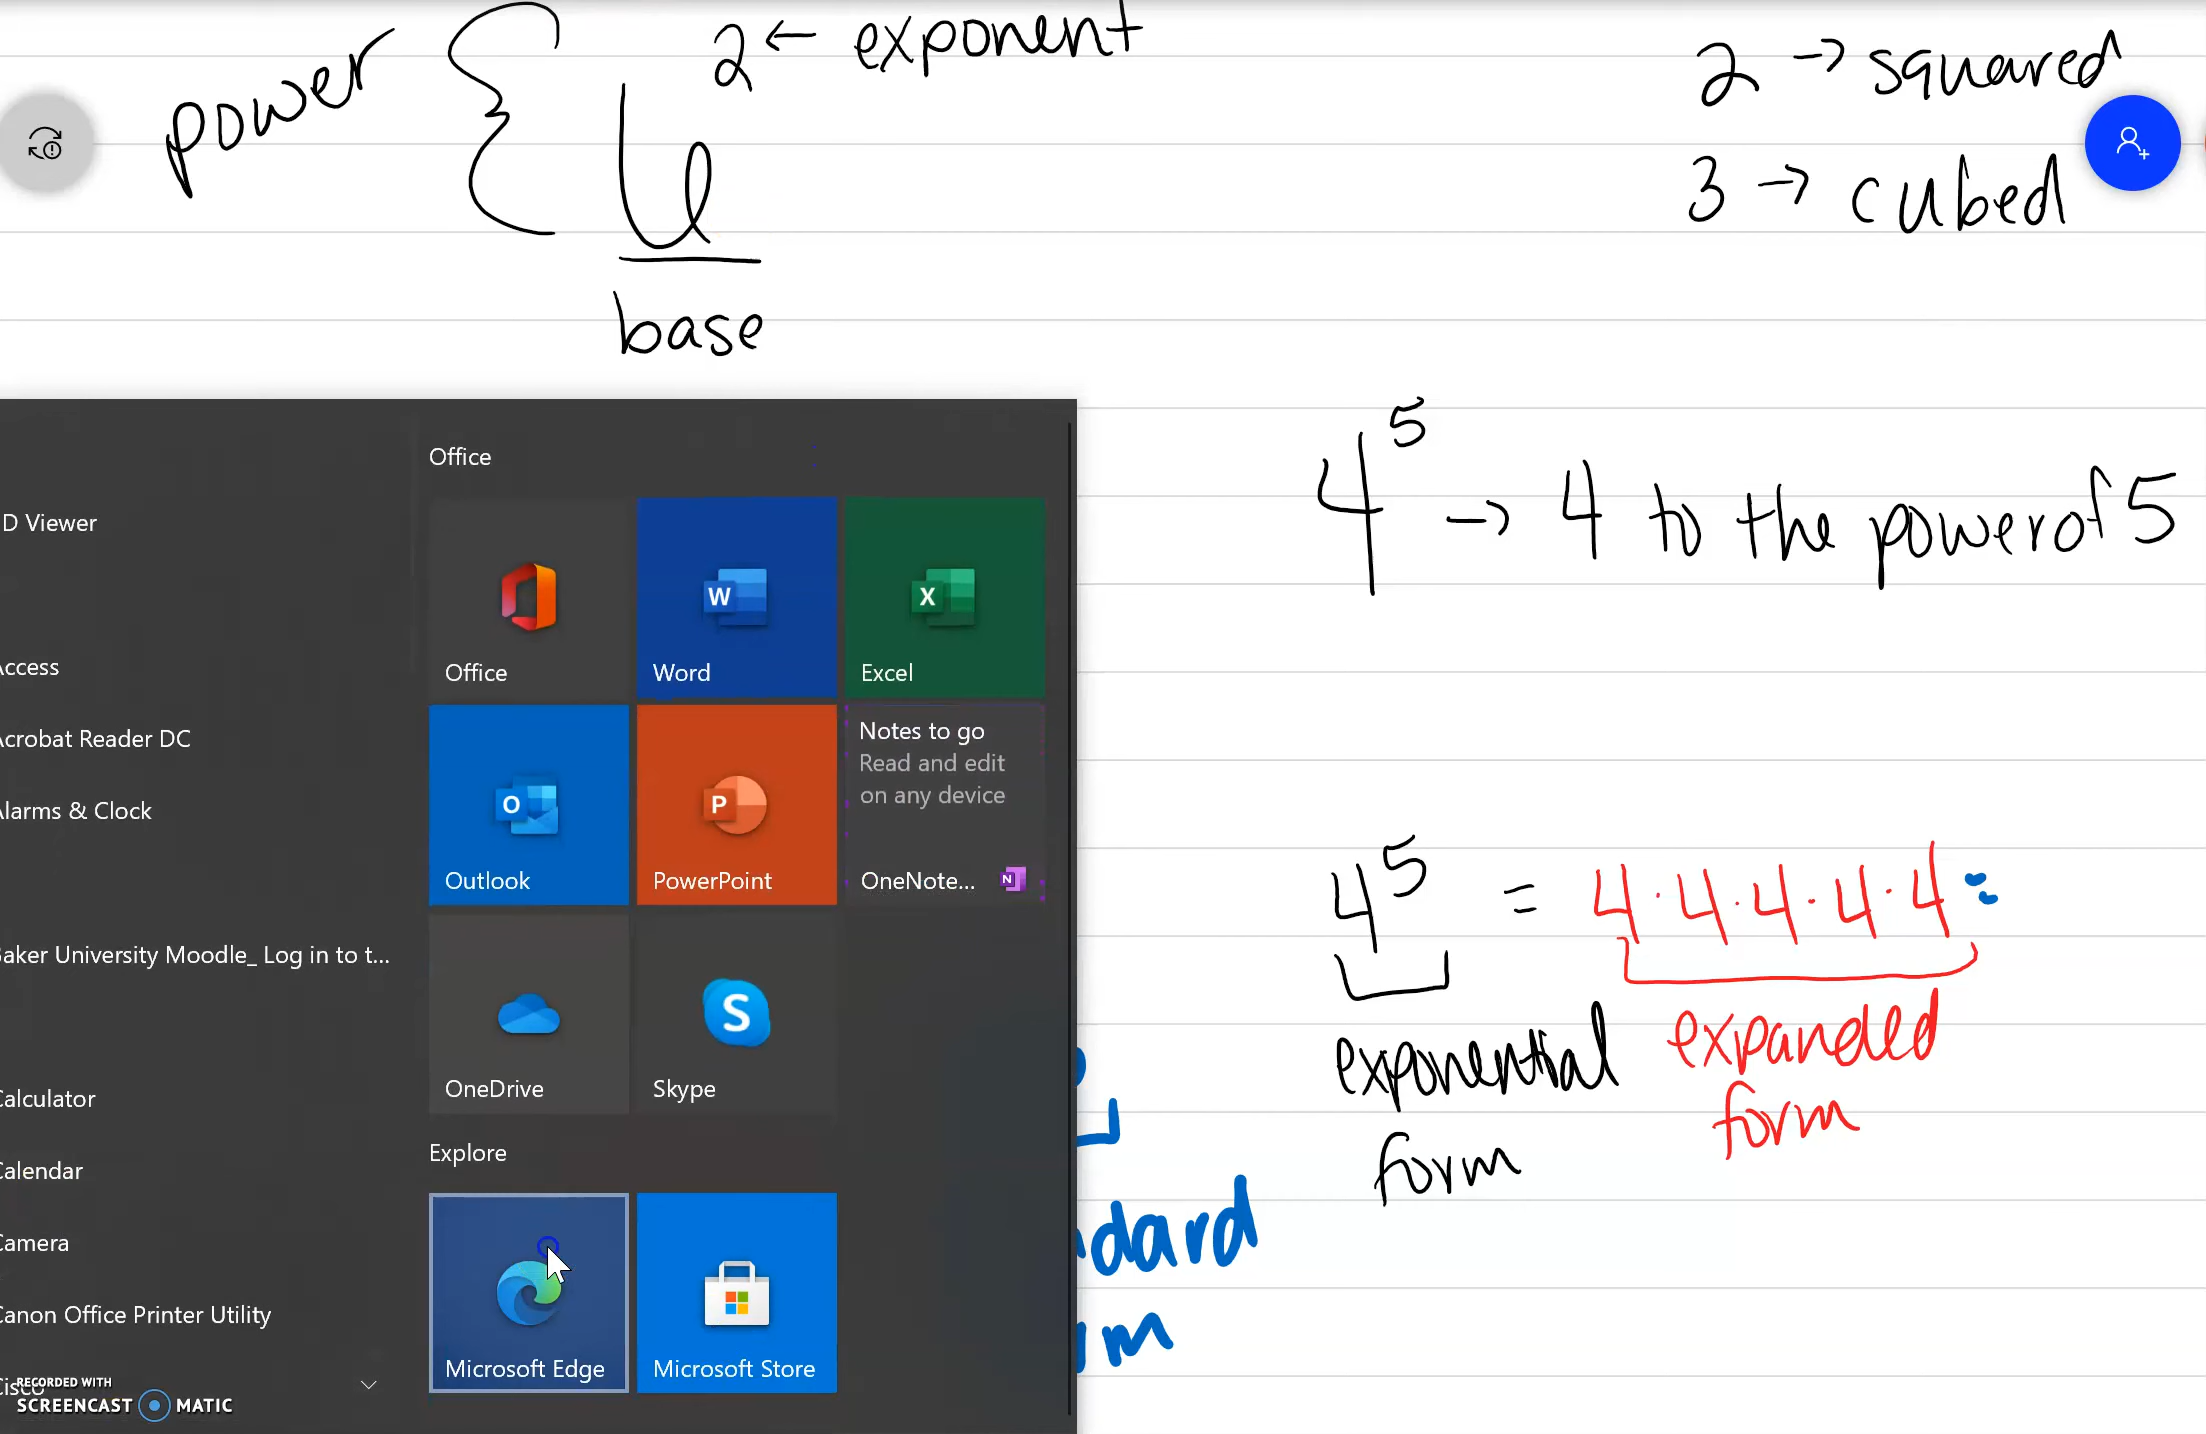 power { 6 2 ← exponent
base
2 → squared
3 → cubed
4 5 → 4 to the power of 5
4 5 = 4 · 4 · 4 · 4 · 4 =
exponential
form
expanded
form
dard
m
Office
D Viewer
Office
Word
Excel
Access
Acrobat Reader DC
Notes to go
Read and edit
on any device
Alarms & Clock
Outlook
PowerPoint
OneNote...
Baker University Moodle_ Log in to t...
OneDrive
Skype
Calculator
Explore
Calendar
Camera
Canon Office Printer Utility
Microsoft Edge
Microsoft Store
Cisco
RECORDED WITH
SCREENCAST MATIC